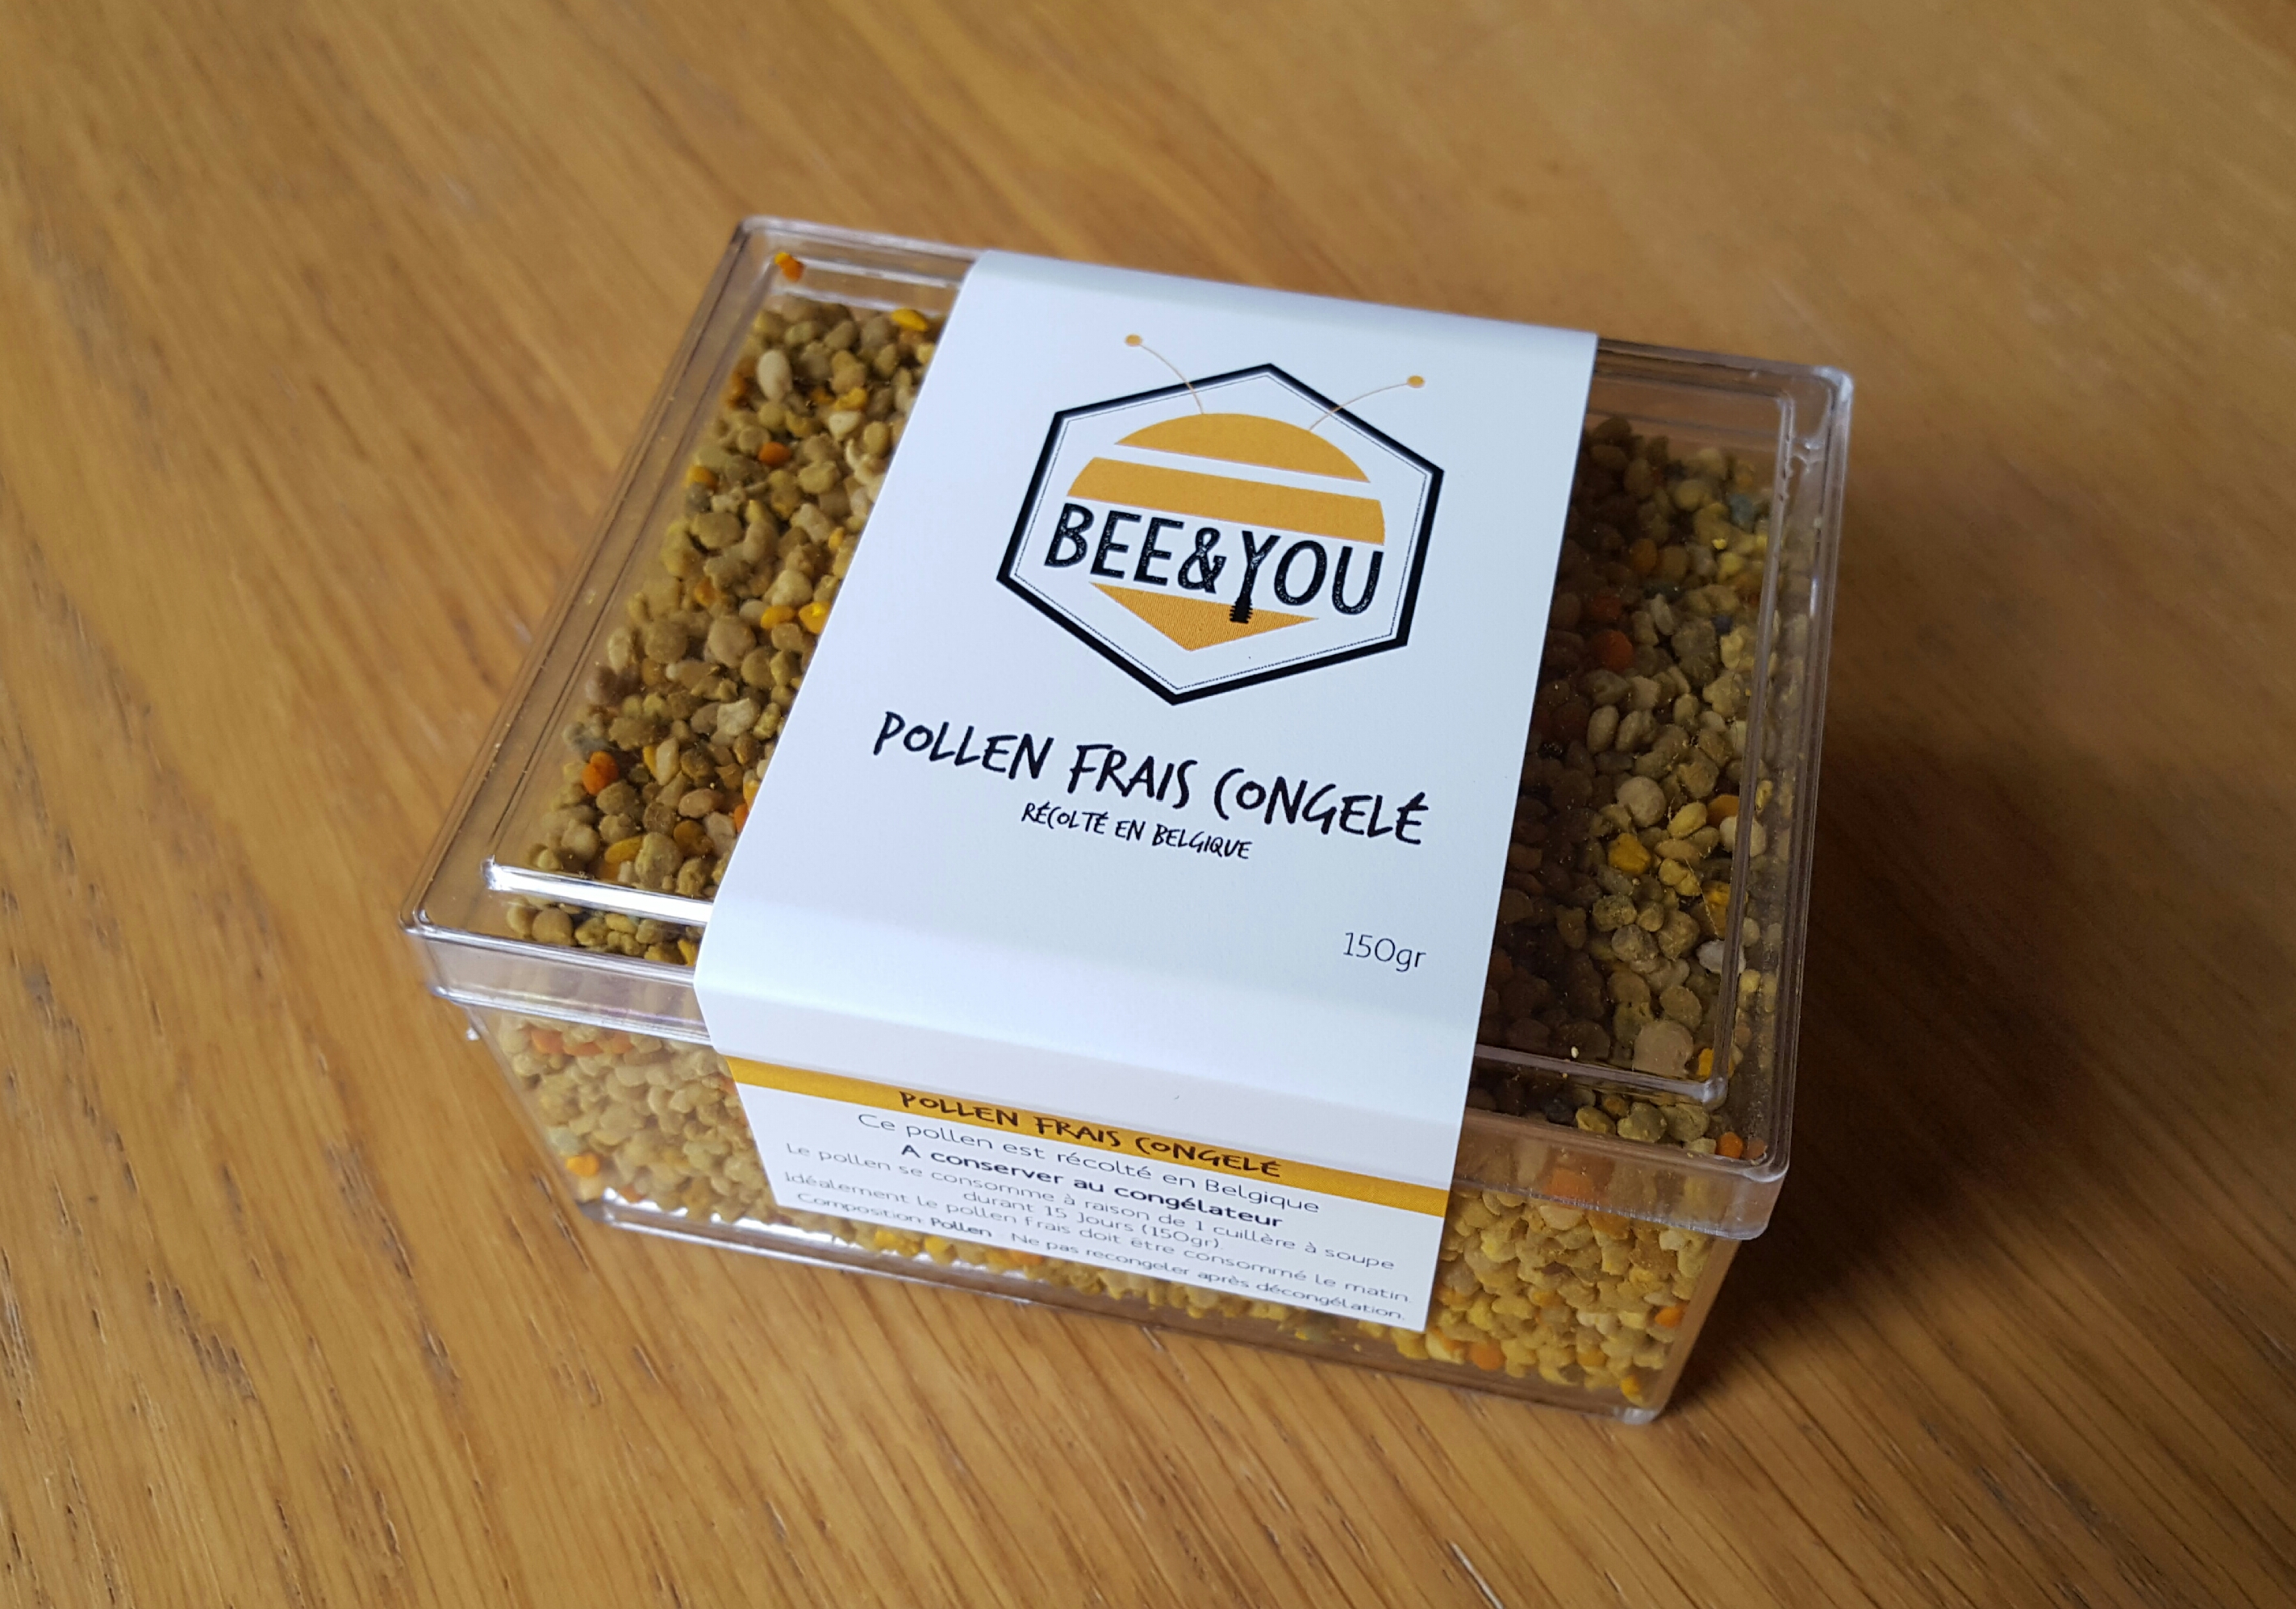 BEE&YOU
POLLEN FRAIS CONGELÉ
RÉCOLTÉ EN BELGIQUE
150gr
POLLEN FRAIS CONGELÉ
Ce pollen est récolté en Belgique
A conserver au congélateur
Le pollen se consomme à raison de 1 cuillère à soupe
durant 15 Jours (150gr).
Idéalement le pollen frais doit être consommé le matin
Composition: Pollen Ne pas recongeler après décongélation.